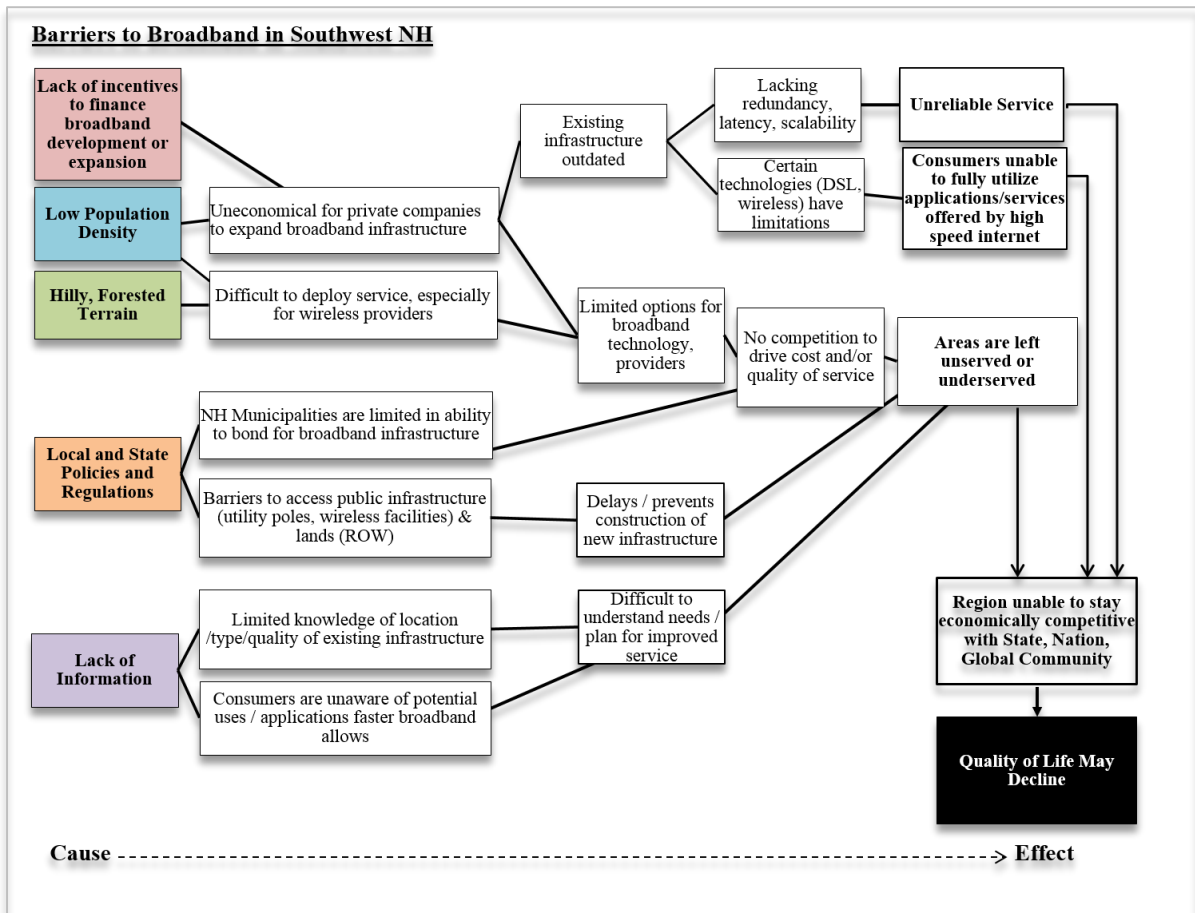 Barriers to Broadband in Southwest NH
Lack of incentives
to finance
broadband
development or
expansion
Low Population
Density
Hilly, Forested
Terrain
Uneconomical for private companies
to expand broadband infrastructure
Difficult to deploy service, especially
for wireless providers
Existing
infrastructure
outdated
Lacking
redundancy,
latency, scalability
Certain
technologies (DSL,
wireless) have
limitations
Unreliable Service
Consumers unable
to fully utilize
applications/services
offered by high
speed internet
Limited options for
broadband
technology,
providers
No competition to
drive cost and/or
quality of service
Areas are left
unserved or
underserved
Local and State
Policies and
Regulations
NH Municipalities are limited in ability
to bond for broadband infrastructure
Barriers to access public infrastructure
(utility poles, wireless facilities) &
lands (ROW)
Delays / prevents
construction of
new infrastructure
Lack of
Information
Limited knowledge of location
/type/quality of existing infrastructure
Consumers are unaware of potential
uses / applications faster broadband
allows
Difficult to
understand needs /
plan for improved
service
Region unable to stay
economically competitive
with State, Nation,
Global Community
Quality of Life May
Decline
Cause
Effect